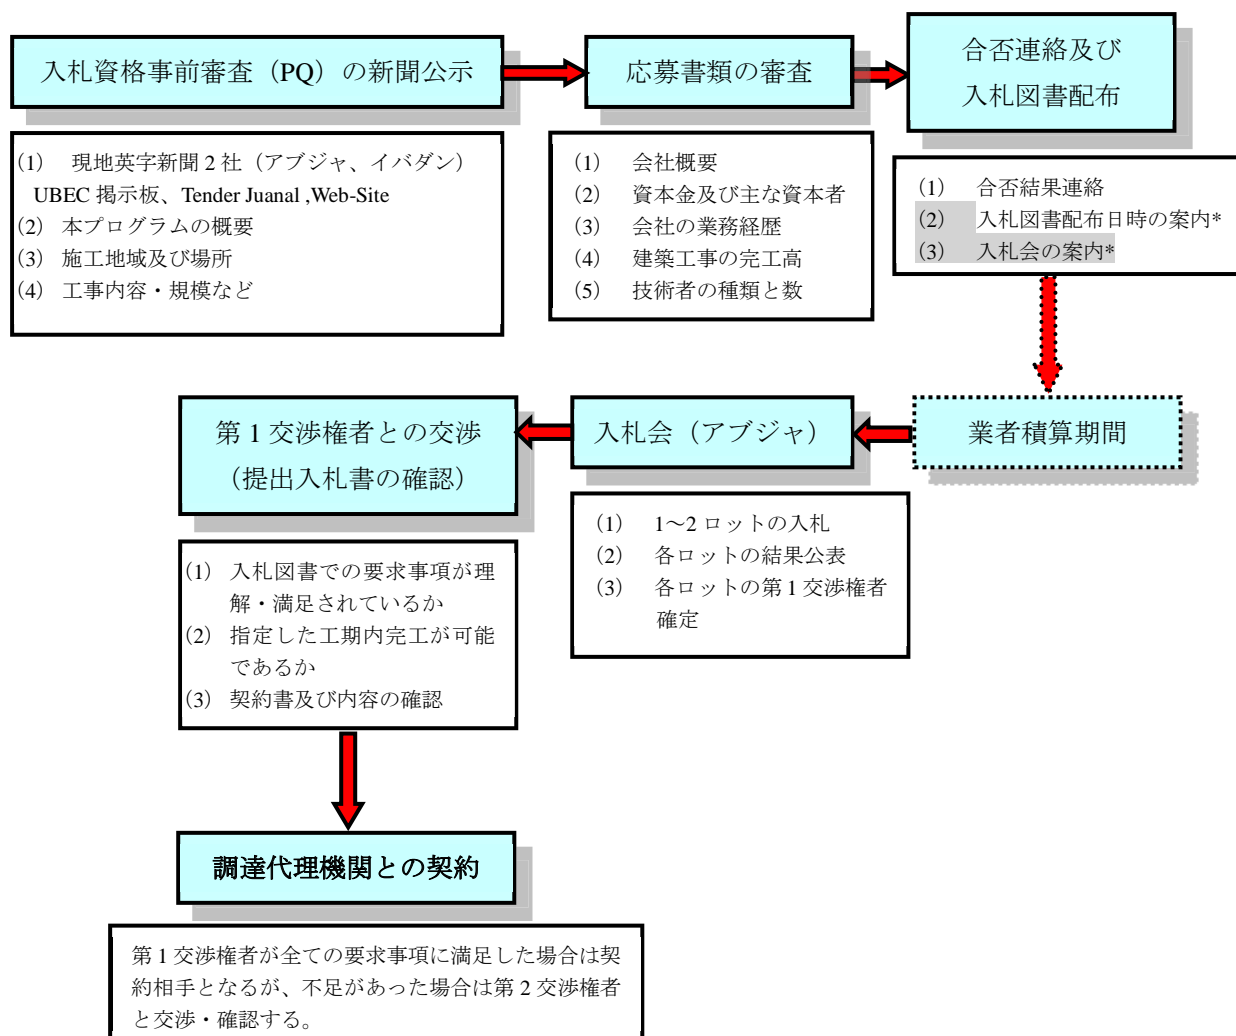 入札資格事前審査（PQ）の新聞公示
(1) 現地英字新聞 2 社（アブジャ、イバダン）
UBEC 掲示板、Tender Juanal ,Web-Site
(2) 本プログラムの概要
(3) 施工地域及び場所
(4) 工事内容・規模など
応募書類の審査
(1) 会社概要
(2) 資本金及び主な資本者
(3) 会社の業務経歴
(4) 建築工事の完工高
(5) 技術者の種類と数
合否連絡及び
入札図書配布
(1) 合否結果連絡
(2) 入札図書配布日時の案内*
(3) 入札会の案内*
業者積算期間
入札会（アブジャ）
(1) 1～2 ロットの入札
(2) 各ロットの結果公表
(3) 各ロットの第 1 交渉権者
確定
第 1 交渉権者との交渉
（提出入札書の確認）
(1) 入札図書での要求事項が理
解・満足されているか
(2) 指定した工期内完工が可能
であるか
(3) 契約書及び内容の確認
調達代理機関との契約
第 1 交渉権者が全ての要求事項に満足した場合は契
約相手となるが、不足があった場合は第 2 交渉権者
と交渉・確認する。